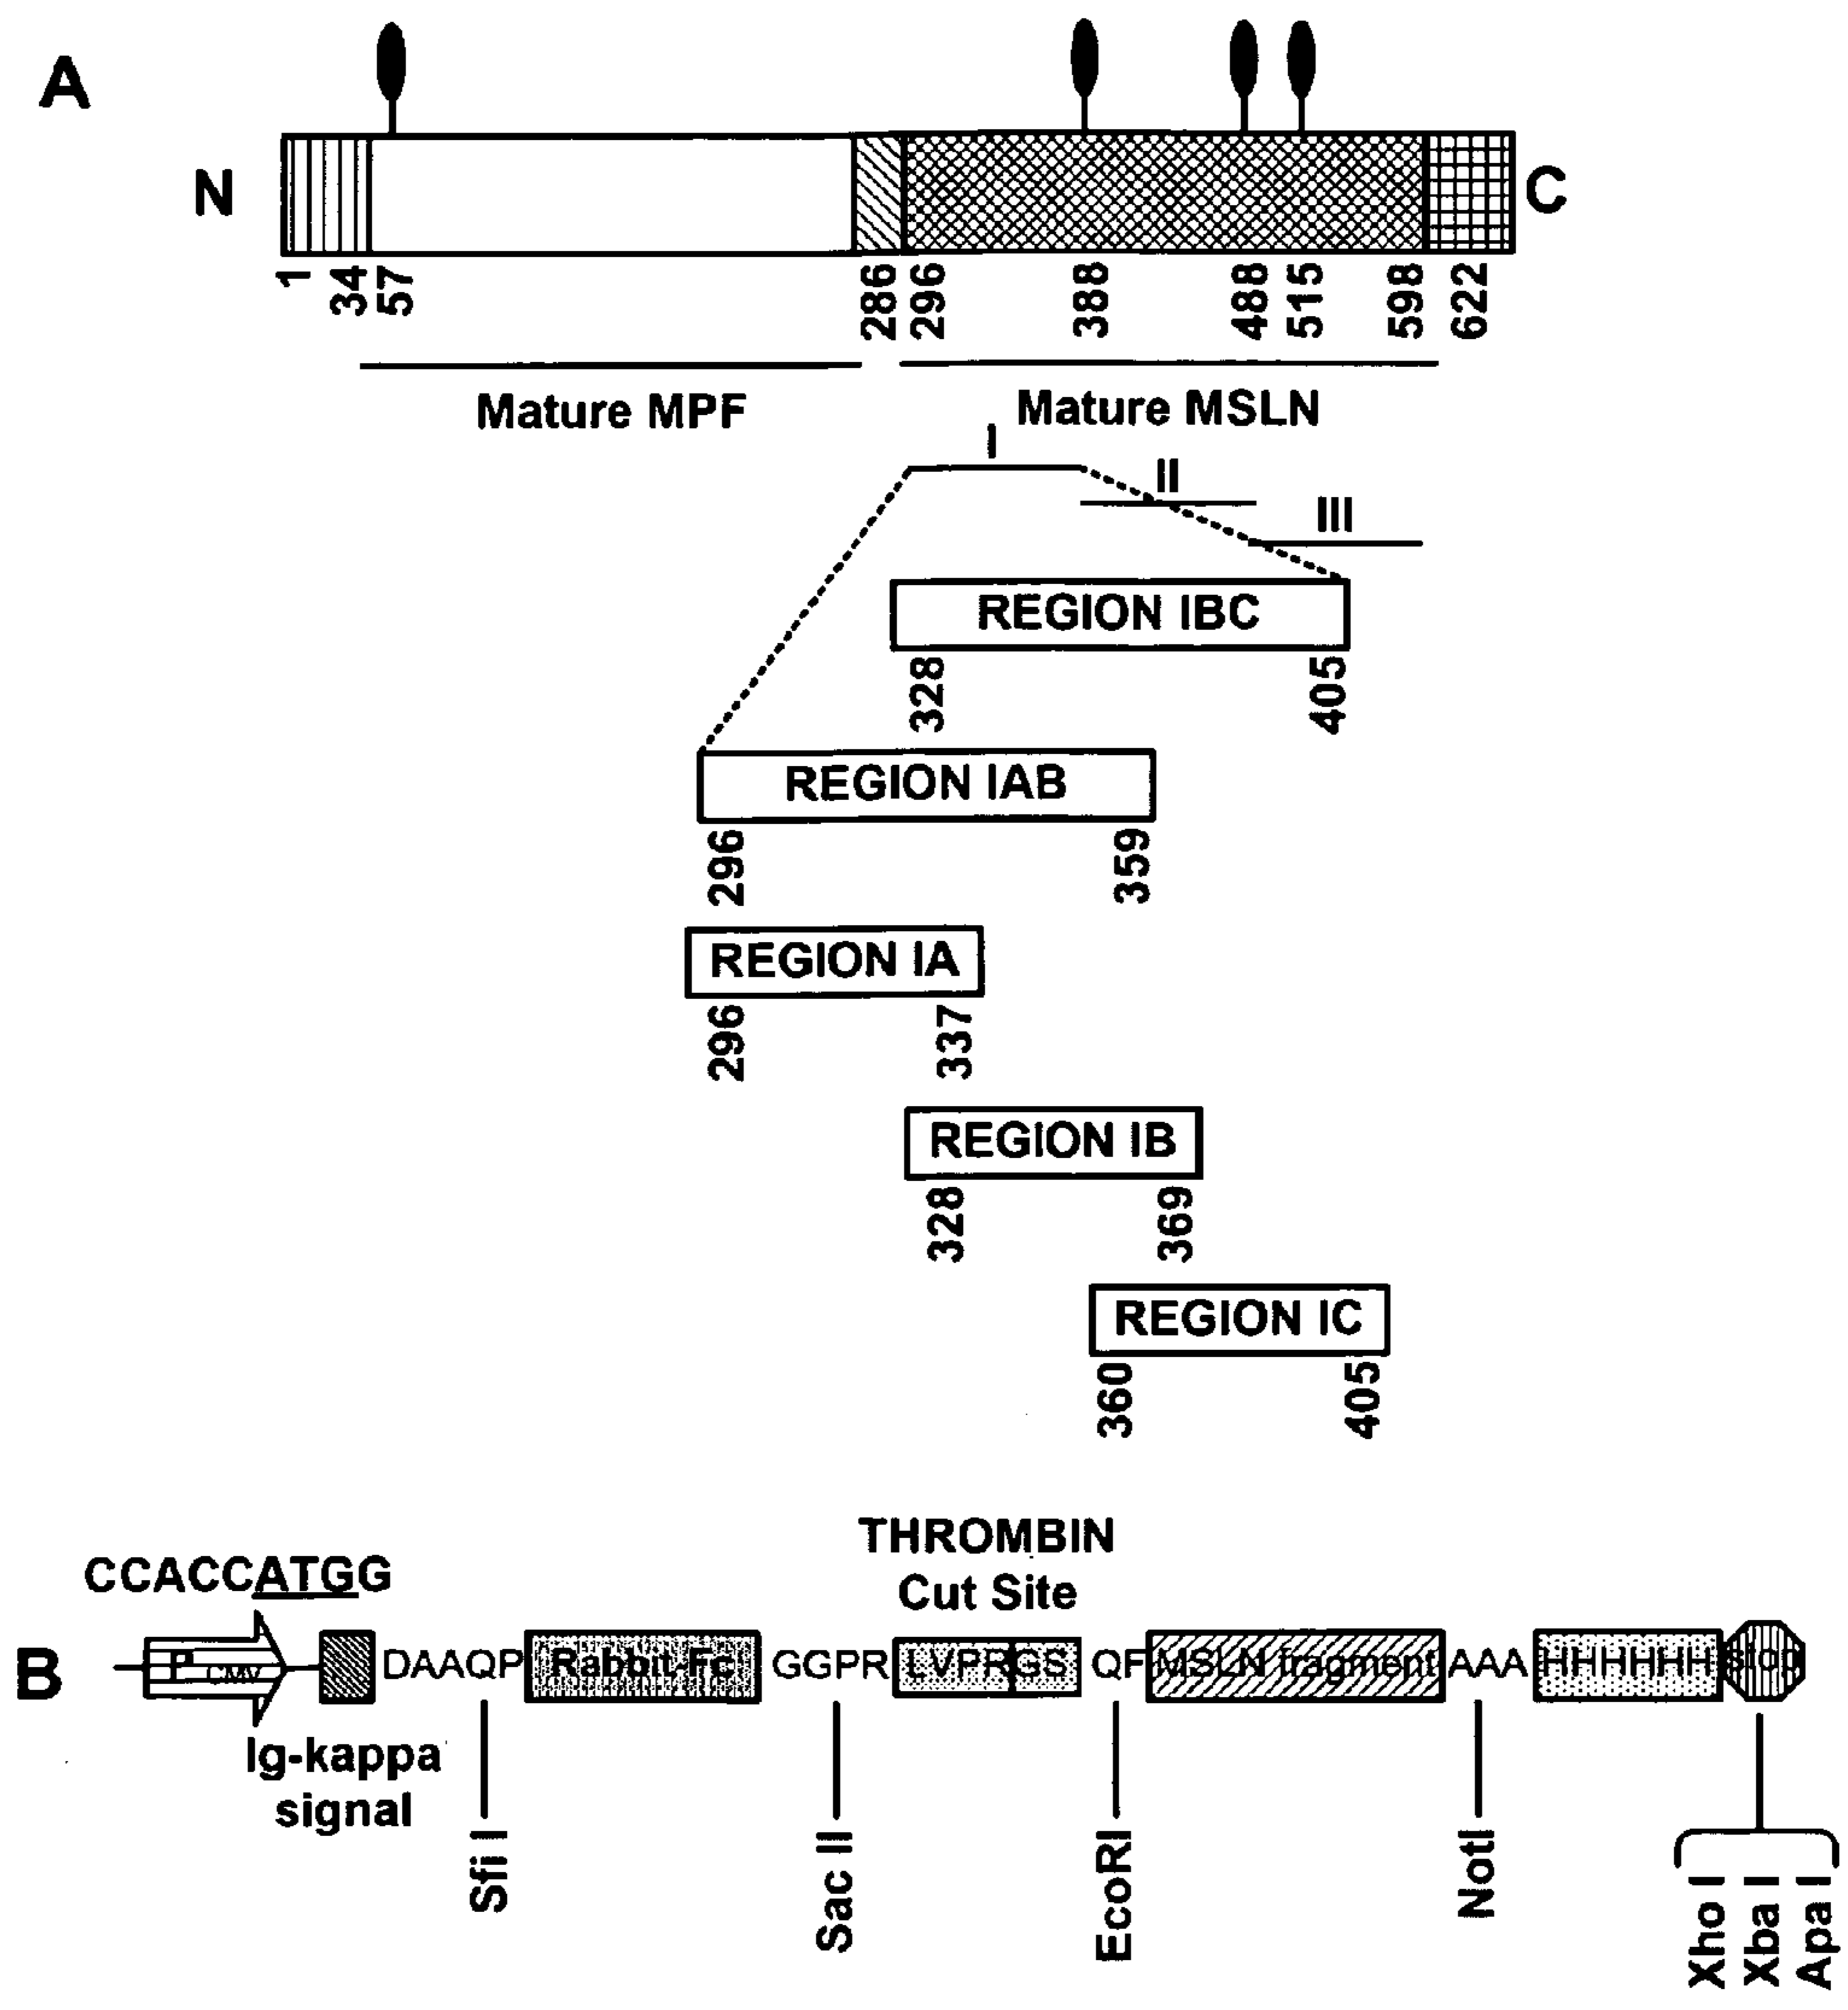 A
N
C
1
34
57
286
296
388
488
515
598
622
Mature MPF
Mature MSLN
I
II
III
REGION IBC
328
405
REGION IAB
296
359
REGION IA
296
337
REGION IB
328
369
REGION IC
360
405
THROMBIN
Cut Site
CCACCATGG
B
P CMV
DAAQP
Rabbit-Fc
GGPR
LVPRGS
QF
MSLN fragment
AAA
HHHHHH
stop
Ig-kappa
signal
Sfi I
Sac II
EcoRI
NotI
Xho I
Xba I
Apa I